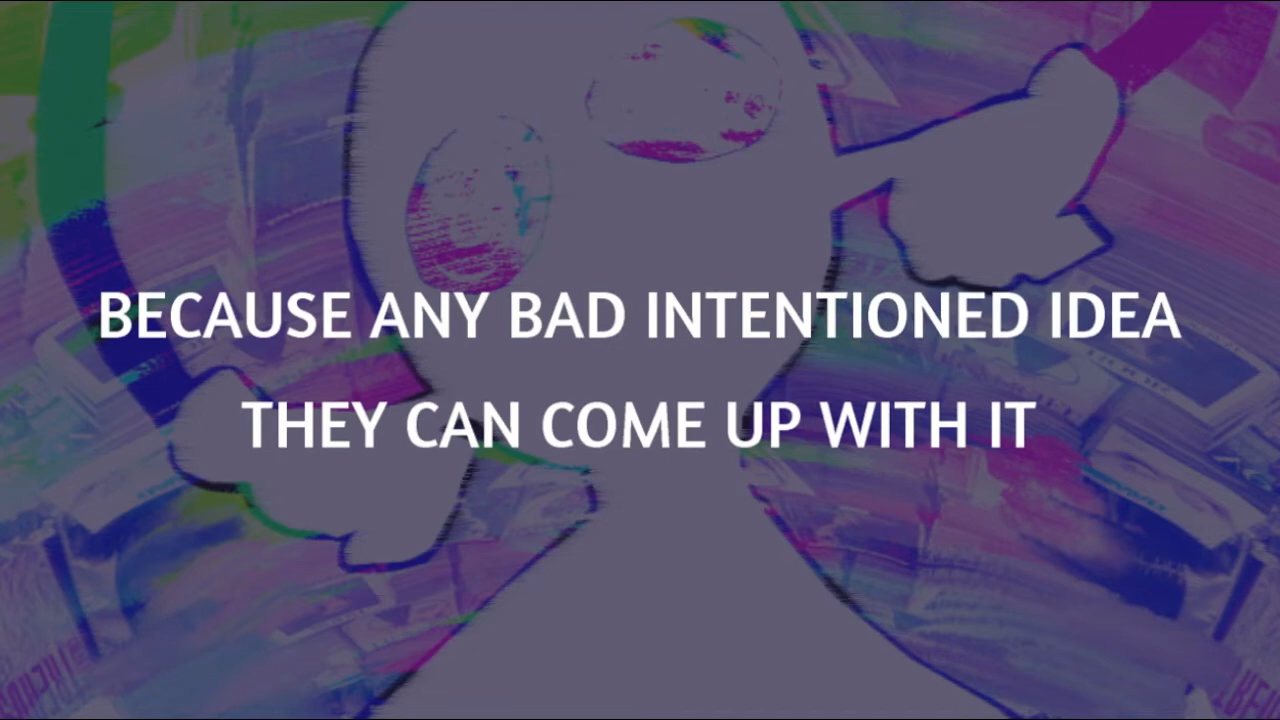 BECAUSE ANY BAD INTENTIONED IDEA
THEY CAN COME UP WITH IT